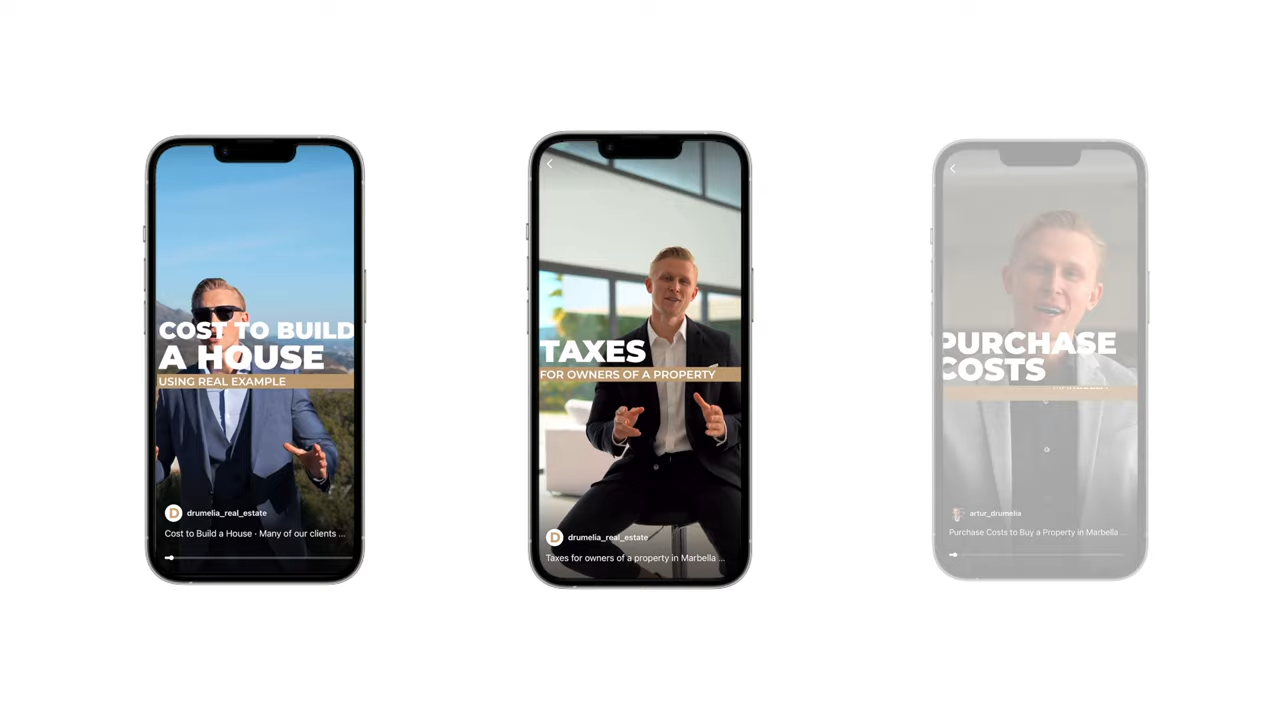 COST TO BUILD
A HOUSE
USING REAL EXAMPLE
D drumelia_real_estate
Cost to Build a House · Many of our clients ...
TAXES
FOR OWNERS OF A PROPERTY
D drumelia_real_estate
Taxes for owners of a property in Marbella ...
PURCHASE
COSTS
artur_drumelia
Purchase Costs to Buy a Property in Marbella ...